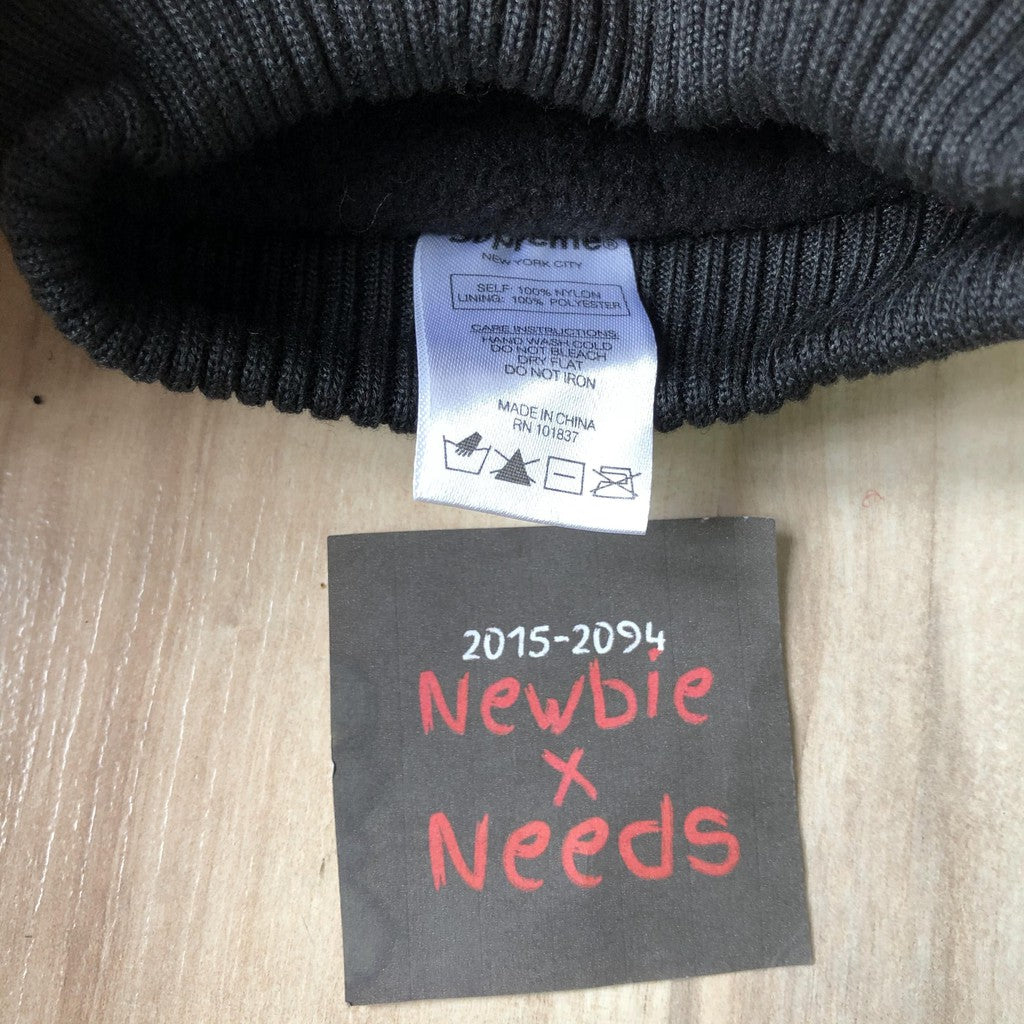 Supreme®
NEW YORK CITY
SELF: 100% NYLON
LINING: 100% POLYESTER
CARE INSTRUCTIONS:
HAND WASH COLD
DO NOT BLEACH
DRY FLAT
DO NOT IRON
MADE IN CHINA
RN 101837
2015-2094
Newbie
x
Needs